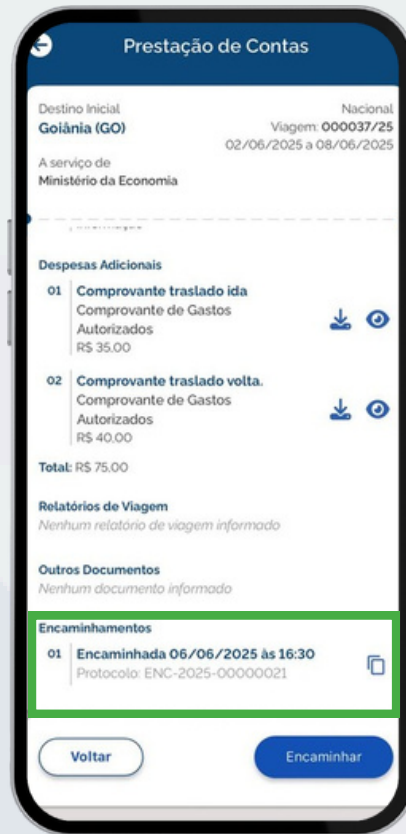 Prestação de Contas
Destino Inicial
Nacional
Goiânia (GO)
Viagem: 000037/25
02/06/2025 a 08/06/2025
A serviço de
Ministério da Economia
Despesas Adicionais
01 Comprovante traslado ida
Comprovante de Gastos
Autorizados
R$ 35,00
02 Comprovante traslado volta.
Comprovante de Gastos
Autorizados
R$ 40,00
Total: R$ 75,00
Relatórios de Viagem
Nenhum relatório de viagem informado
Outros Documentos
Nenhum documento informado
Encaminhamentos
01 Encaminhada 06/06/2025 às 16:30
Protocolo: ENC-2025-00000021
Voltar
Encaminhar